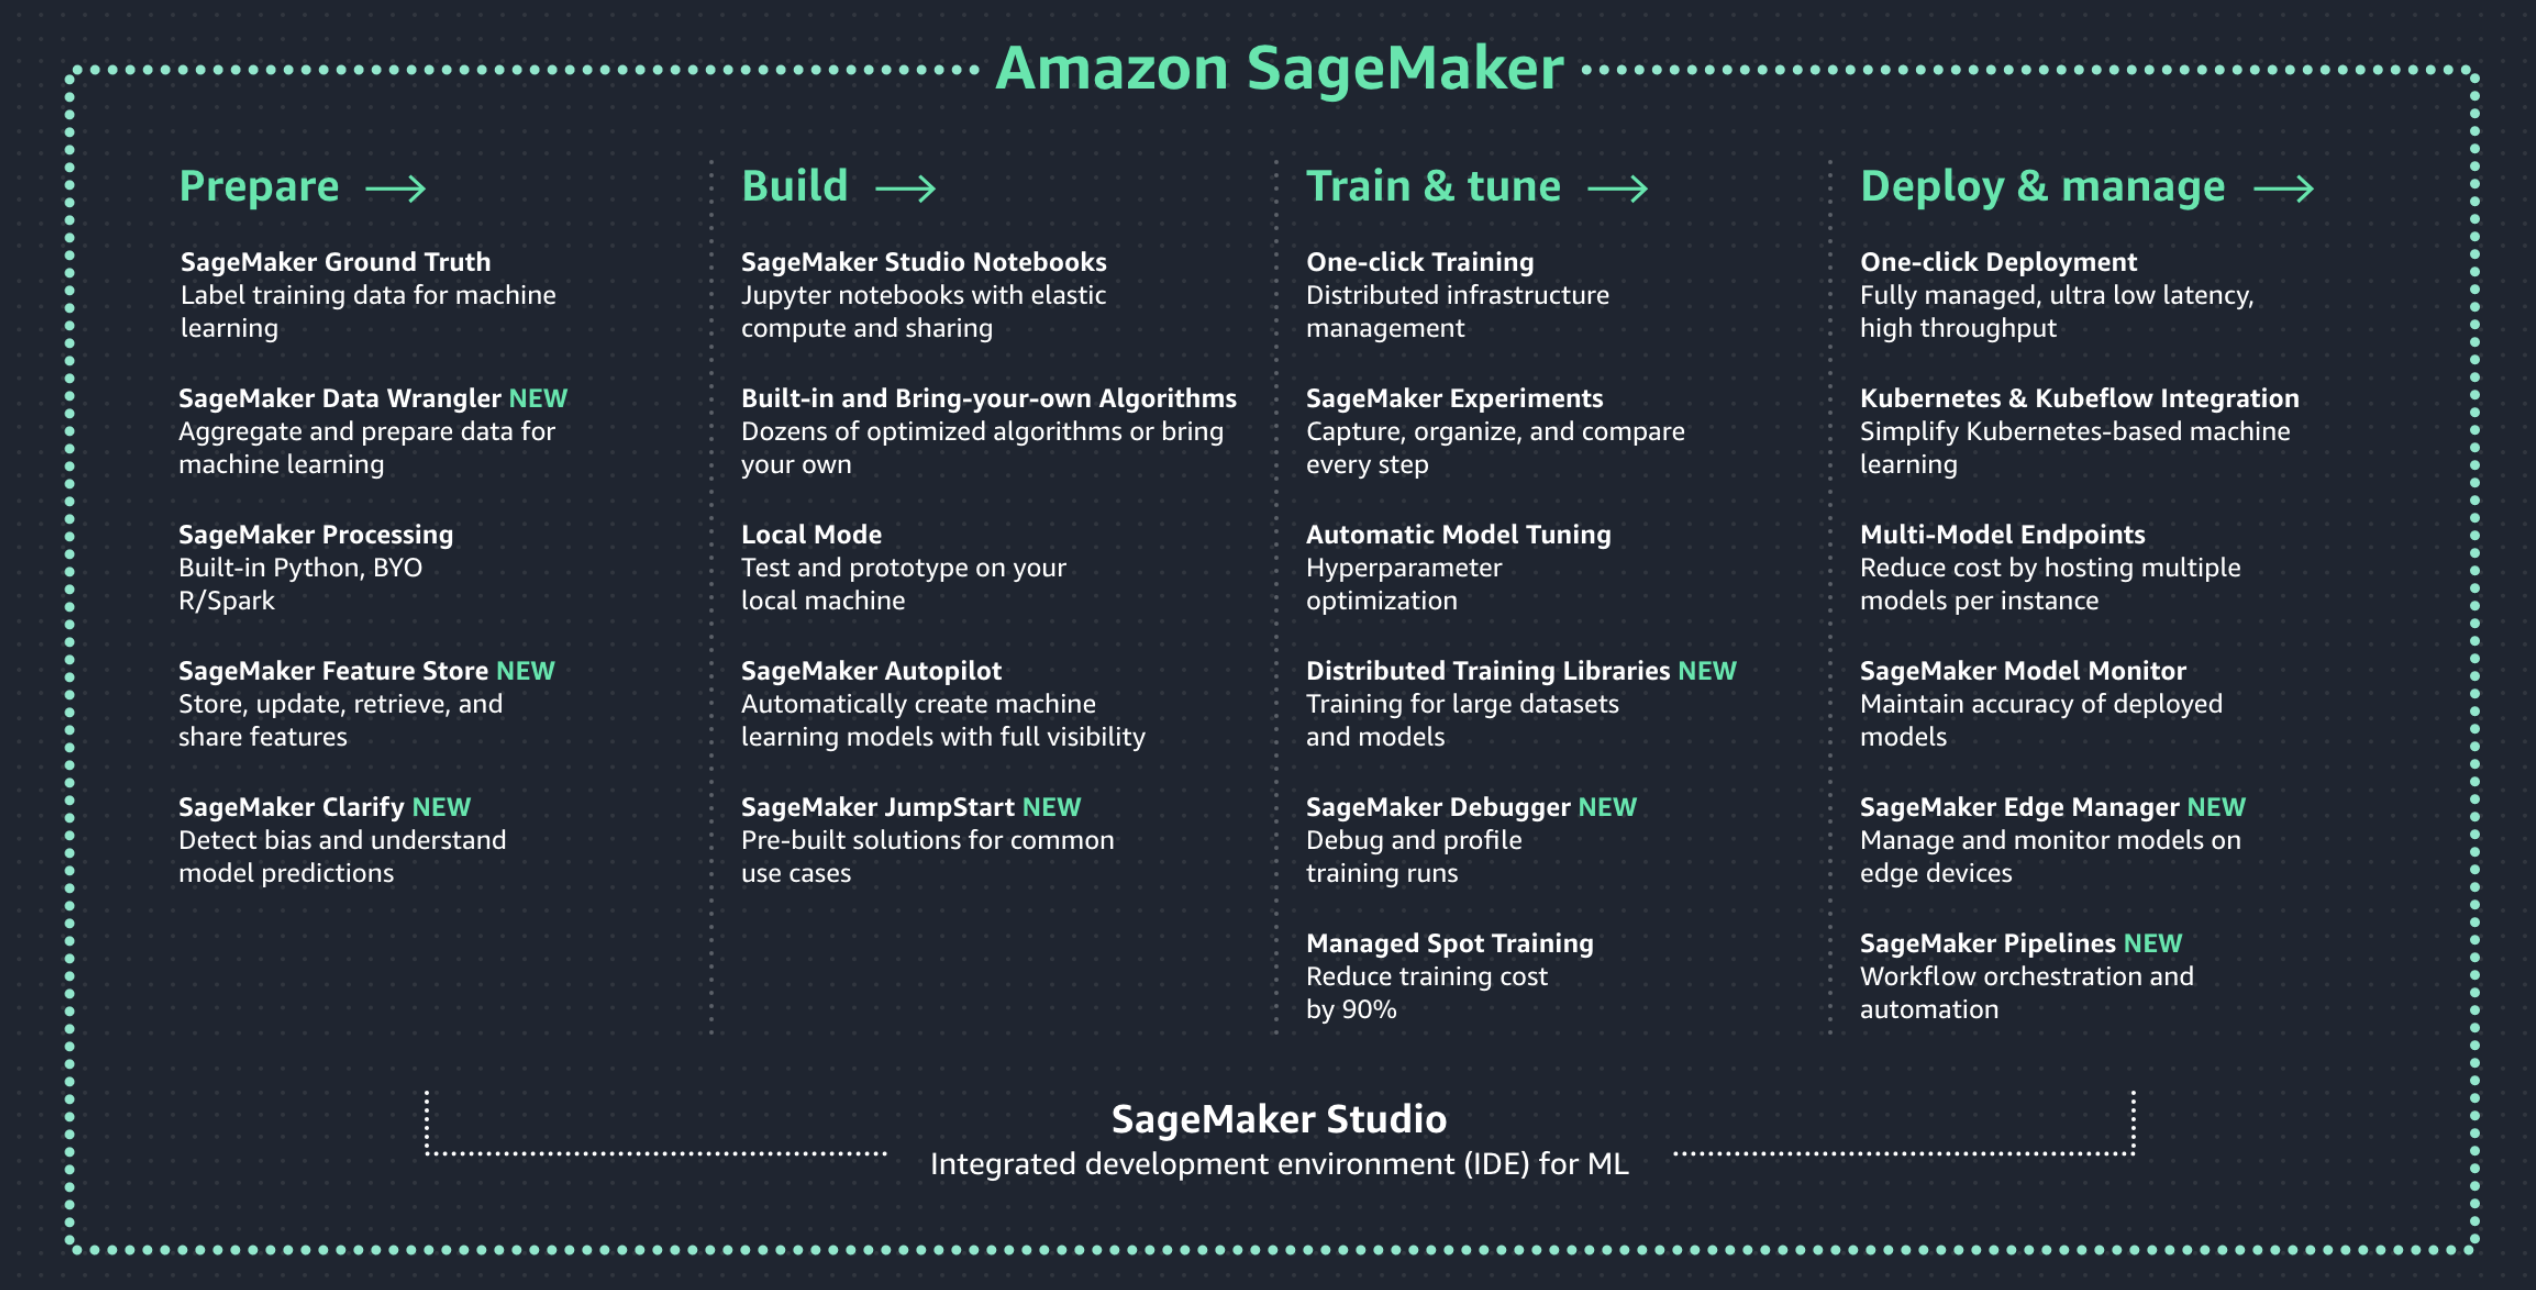 Amazon SageMaker
Prepare
SageMaker Ground Truth
Label training data for machine
learning
SageMaker Data Wrangler NEW
Aggregate and prepare data for
machine learning
SageMaker Processing
Built-in Python, BYO
R/Spark
SageMaker Feature Store NEW
Store, update, retrieve, and
share features
SageMaker Clarify NEW
Detect bias and understand
model predictions
Build
SageMaker Studio Notebooks
Jupyter notebooks with elastic
compute and sharing
Built-in and Bring-your-own Algorithms
Dozens of optimized algorithms or bring
your own
Local Mode
Test and prototype on your
local machine
SageMaker Autopilot
Automatically create machine
learning models with full visibility
SageMaker JumpStart NEW
Pre-built solutions for common
use cases
Train & tune
One-click Training
Distributed infrastructure
management
SageMaker Experiments
Capture, organize, and compare
every step
Automatic Model Tuning
Hyperparameter
optimization
Distributed Training Libraries NEW
Training for large datasets
and models
SageMaker Debugger NEW
Debug and profile
training runs
Managed Spot Training
Reduce training cost
by 90%
Deploy & manage
One-click Deployment
Fully managed, ultra low latency,
high throughput
Kubernetes & Kubeflow Integration
Simplify Kubernetes-based machine
learning
Multi-Model Endpoints
Reduce cost by hosting multiple
models per instance
SageMaker Model Monitor
Maintain accuracy of deployed
models
SageMaker Edge Manager NEW
Manage and monitor models on
edge devices
SageMaker Pipelines NEW
Workflow orchestration and
automation
SageMaker Studio
Integrated development environment (IDE) for ML